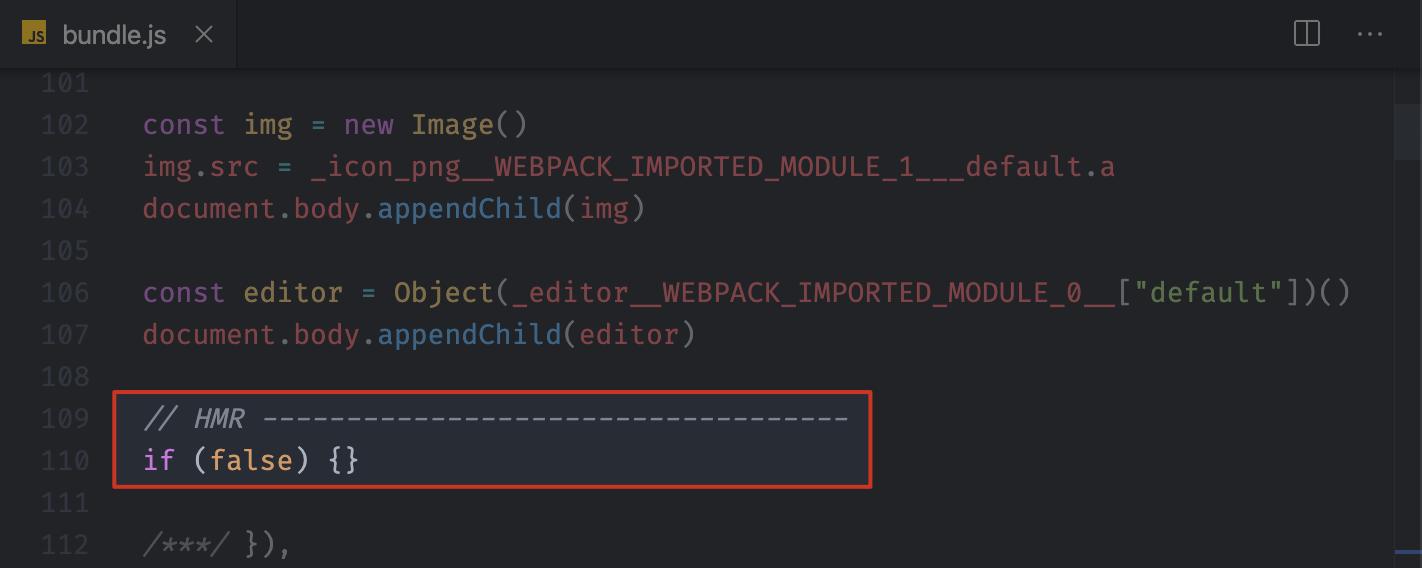 JS bundle.js
101
102 const img = new Image()
103 img.src = _icon_png__WEBPACK_IMPORTED_MODULE_1___default.a
104 document.body.appendChild(img)
105
106 const editor = Object(_editor__WEBPACK_IMPORTED_MODULE_0__["default"])()
107 document.body.appendChild(editor)
108
109 // HMR -----------------------------------
110 if (false) {}
111
112 /***/ }),